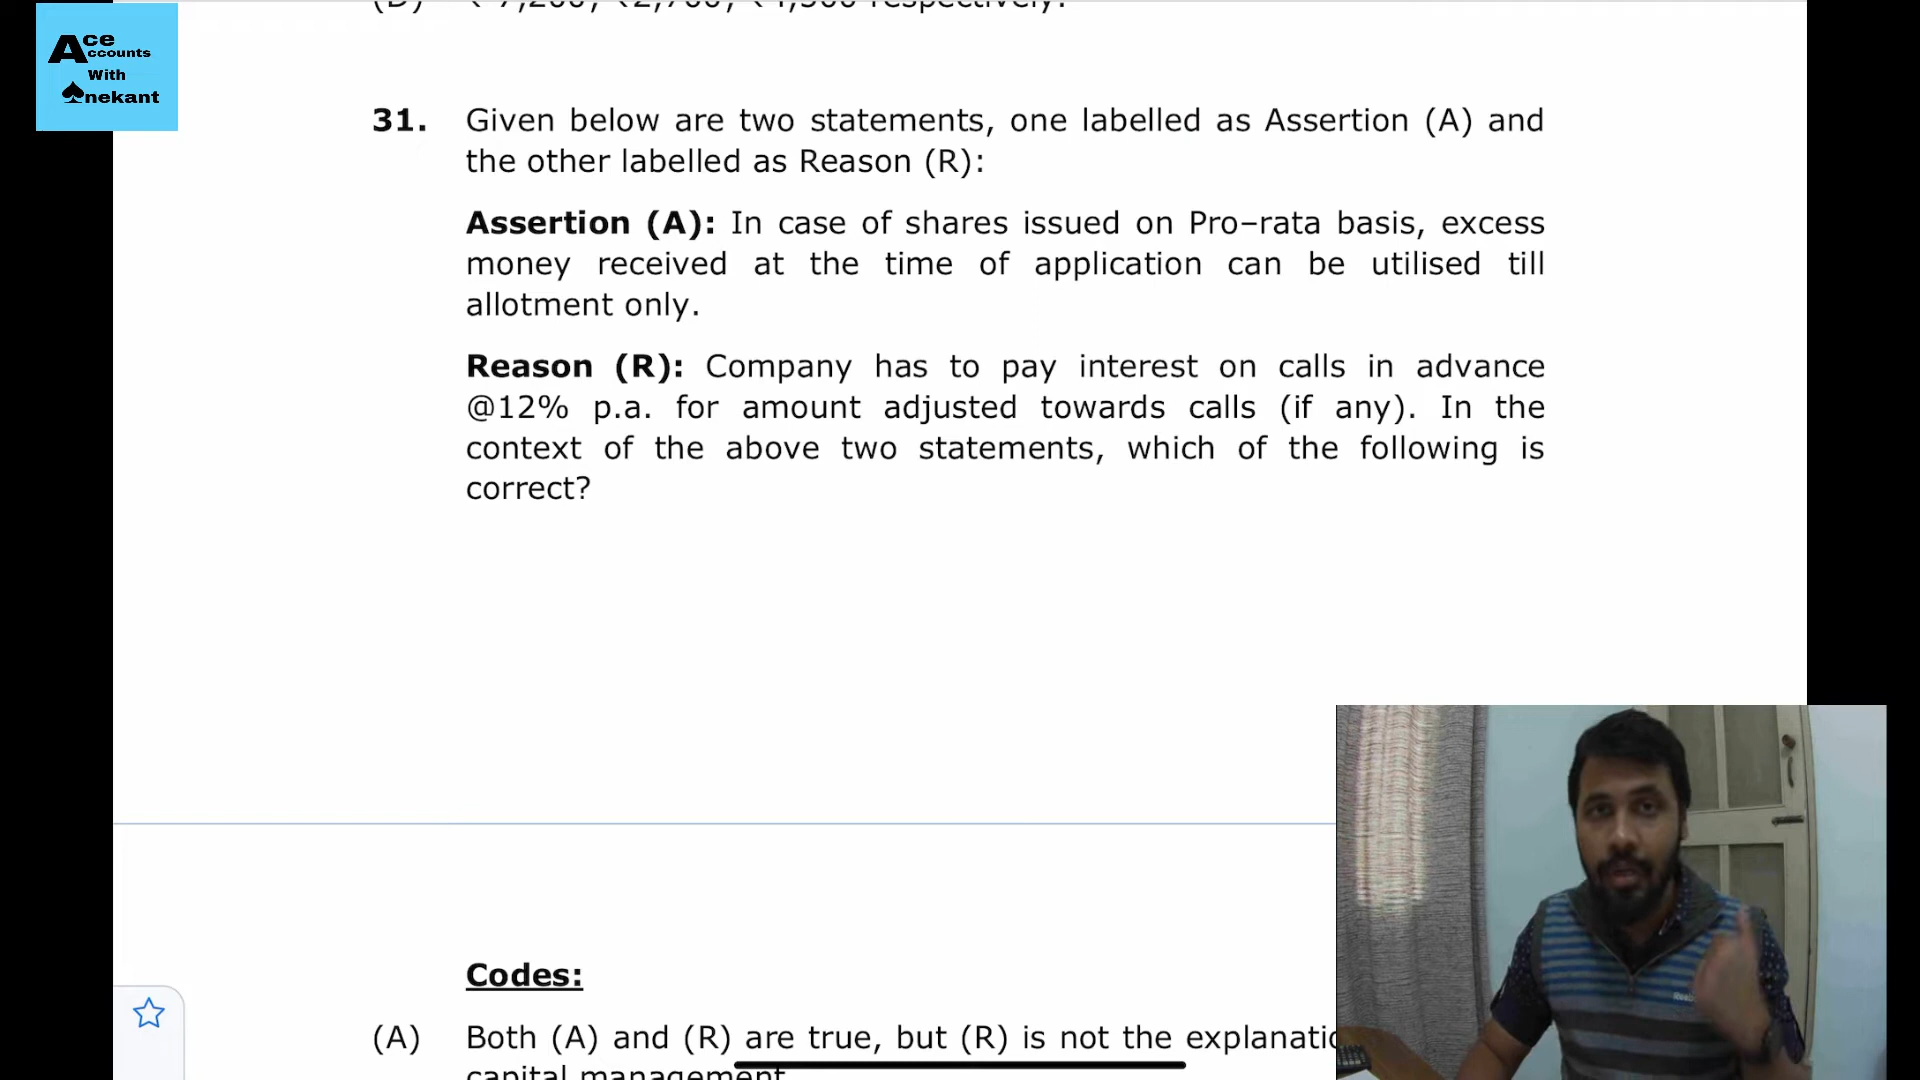 Ace
Accounts
With
Anekant
31. Given below are two statements, one labelled as Assertion (A) and
the other labelled as Reason (R):
Assertion (A): In case of shares issued on Pro–rata basis, excess
money received at the time of application can be utilised till
allotment only.
Reason (R): Company has to pay interest on calls in advance
@12% p.a. for amount adjusted towards calls (if any). In the
context of the above two statements, which of the following is
correct?
Codes:
(A) Both (A) and (R) are true, but (R) is not the
capital management